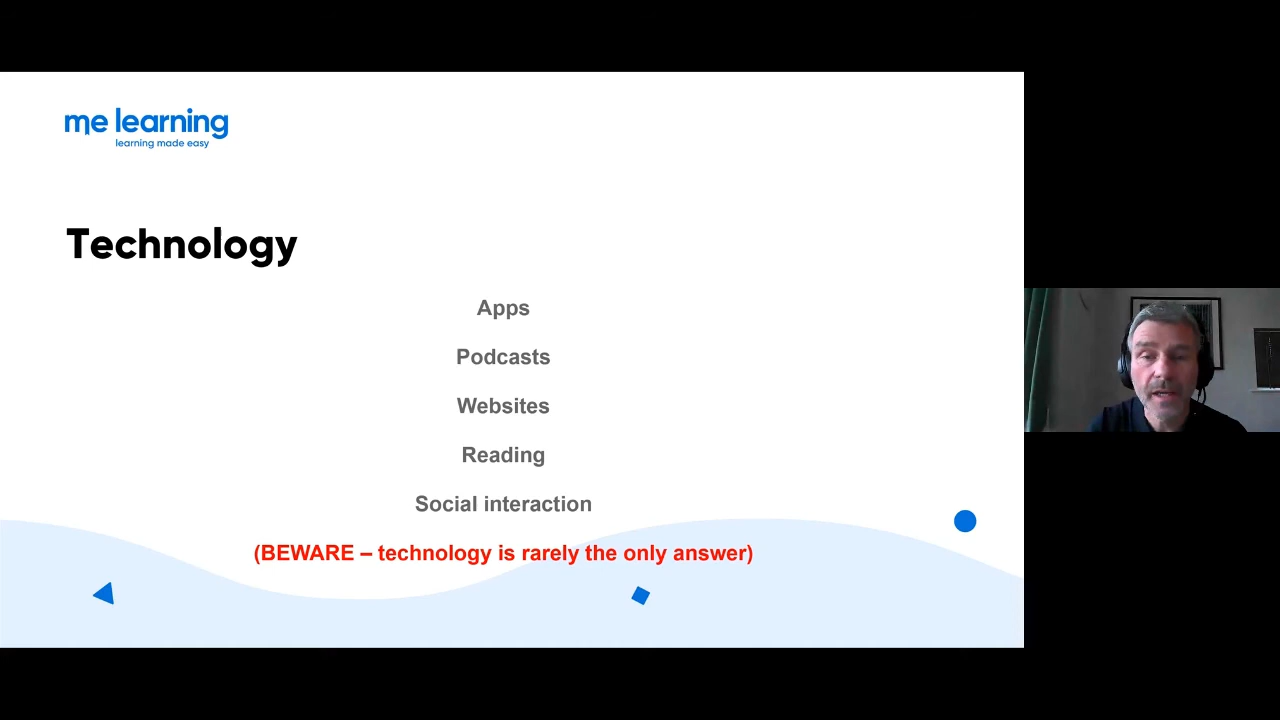 me learning
learning made easy
Technology
Apps
Podcasts
Websites
Reading
Social interaction
(BEWARE – technology is rarely the only answer)